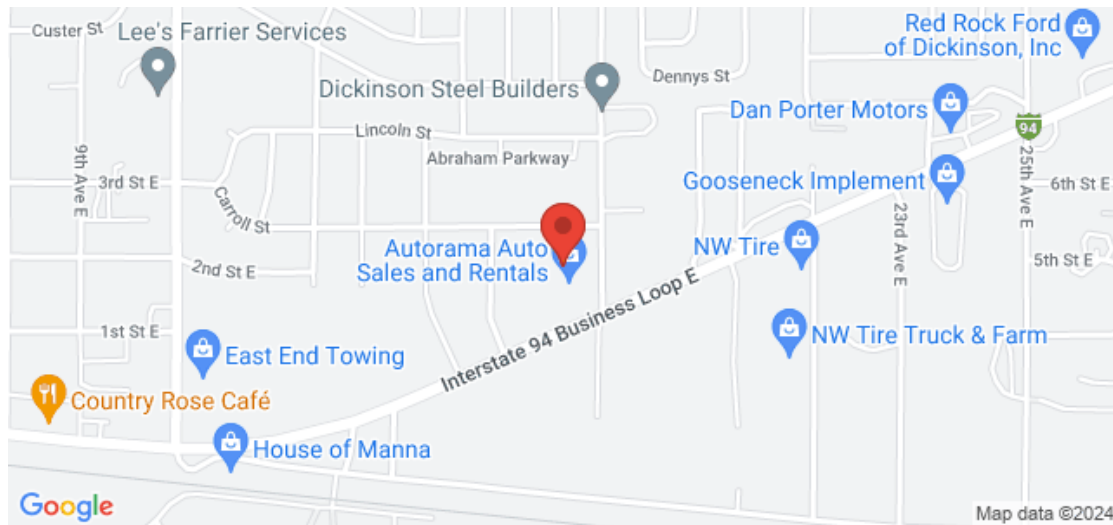 Custer St
Lee's Farrier Services
Red Rock Ford
of Dickinson, Inc
Dennys St
Dickinson Steel Builders
Dan Porter Motors
94
Lincoln St
Abraham Parkway
9th Ave E
25th Ave E
3rd St E
Gooseneck Implement
6th St E
Carroll St
23rd Ave E
Autorama Auto
Sales and Rentals
NW Tire
2nd St E
5th St E
Interstate 94 Business Loop E
1st St E
East End Towing
NW Tire Truck & Farm
Country Rose Café
House of Manna
Google
Map data ©2024